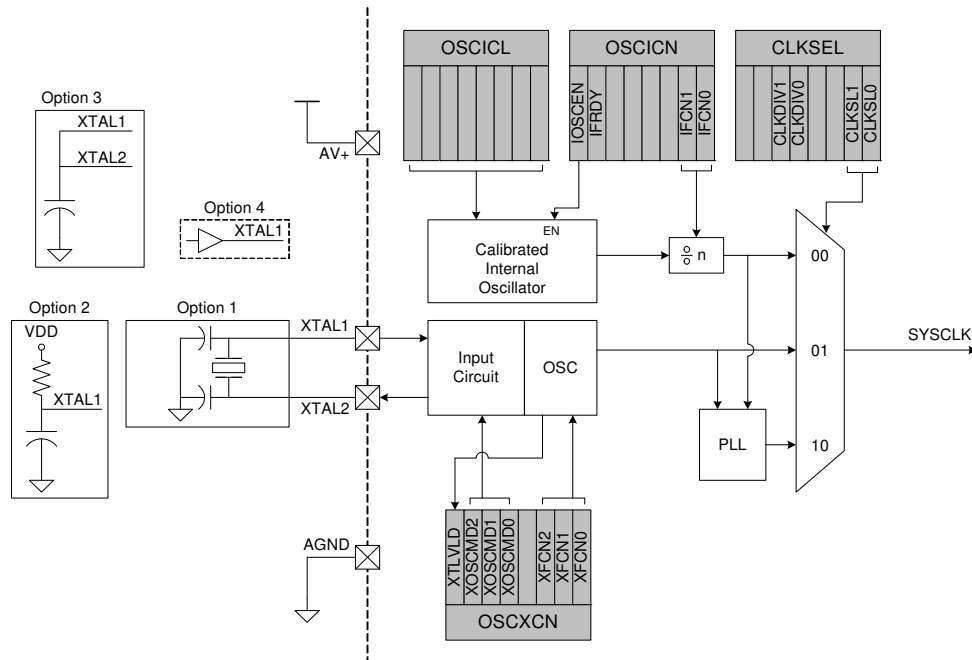 OSCICL
OSCICN
CLKSEL
IOSCEN
IFRDY
IFCN1
IFCN0
CLKDIV1
CLKDIV0
CLKSL1
CLKSL0
Option 3
XTAL1
XTAL2
AV+
Option 4
XTAL1
EN
Calibrated
Internal
Oscillator
n
00
Option 2
VDD
XTAL1
Option 1
XTAL1
XTAL2
Input
Circuit
OSC
01
SYSCLK
PLL
10
AGND
XTLVLD
XOSCMD2
XOSCMD1
XOSCMD0
XFCN2
XFCN1
XFCN0
OSCXCN